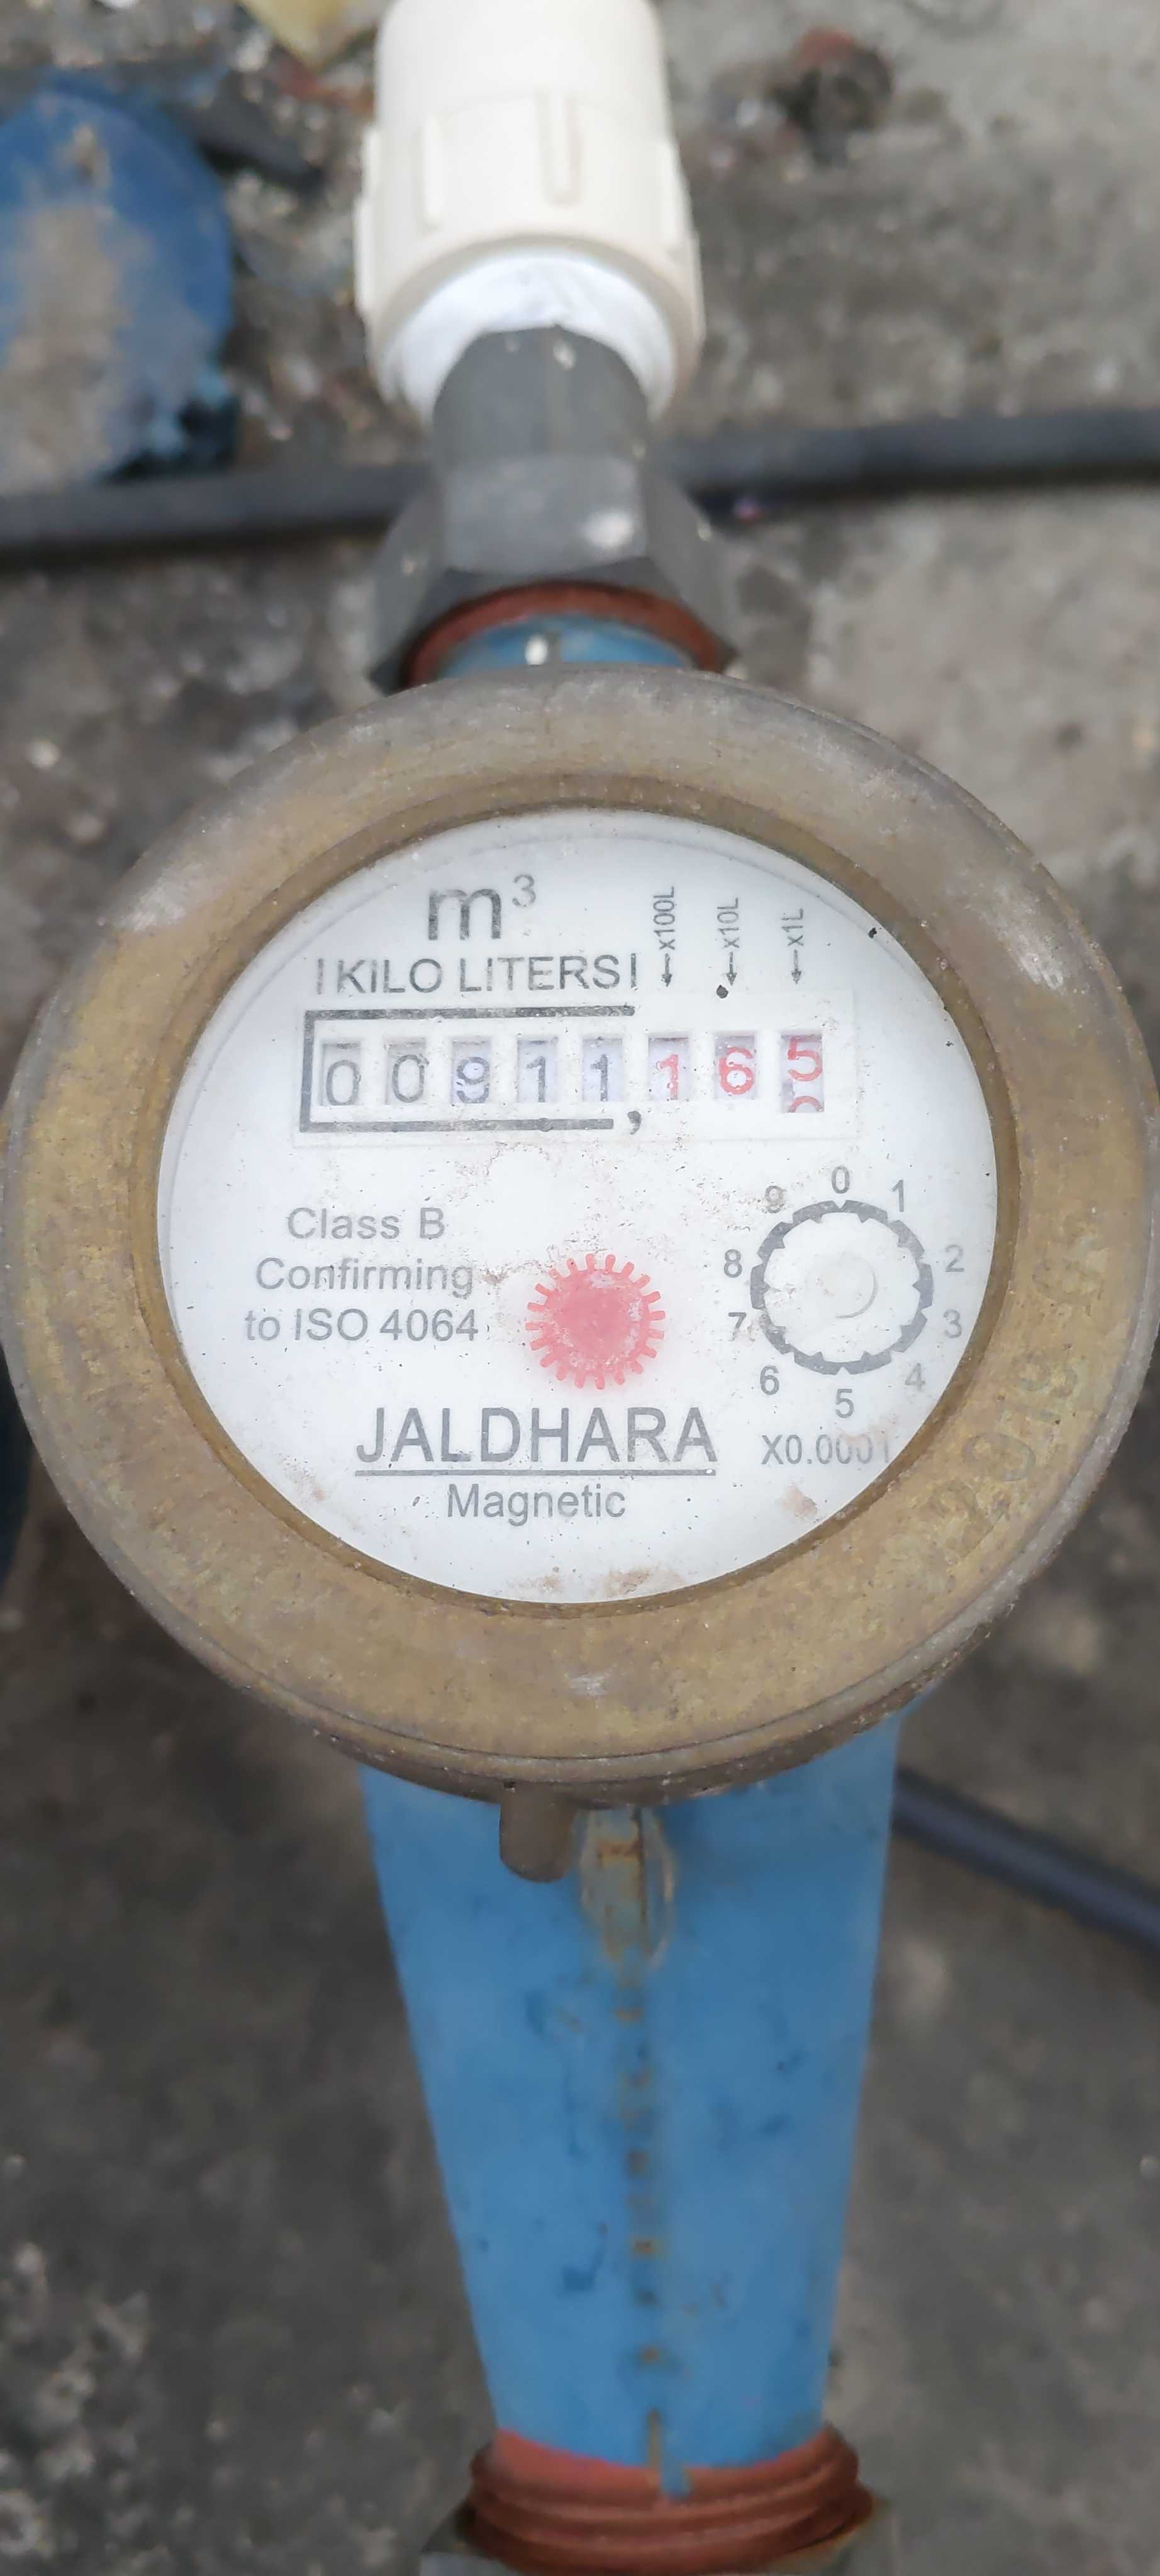 m³
KILO LITERS
x100L x10L x1L
00911,165
Class B
Confirming
to ISO 4064
0
1
2
3
4
5
6
7
8
9
X0.0001
JALDHARA
Magnetic